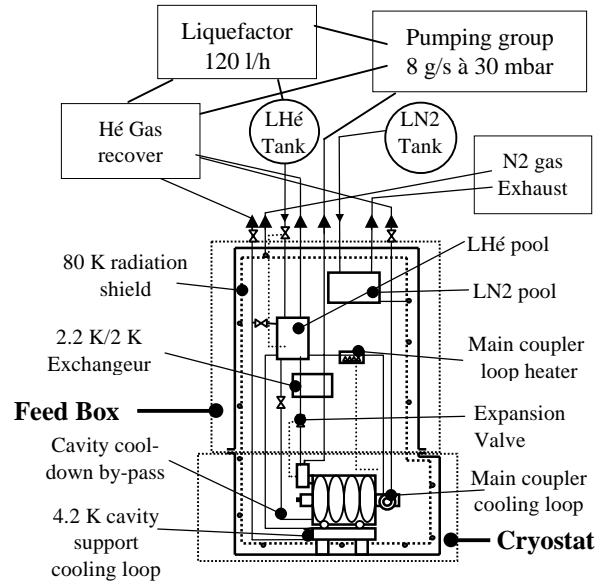 Liquefactor
120 l/h
Pumping group
8 g/s à 30 mbar
Hé Gas
recover
LHé
Tank
LN2
Tank
N2 gas
Exhaust
80 K radiation
shield
LHé pool
LN2 pool
2.2 K/2 K
Exchangeur
Main coupler
loop heater
Feed Box
Expansion
Valve
Cavity cool-
down by-pass
Main coupler
cooling loop
4.2 K cavity
support
cooling loop
Cryostat